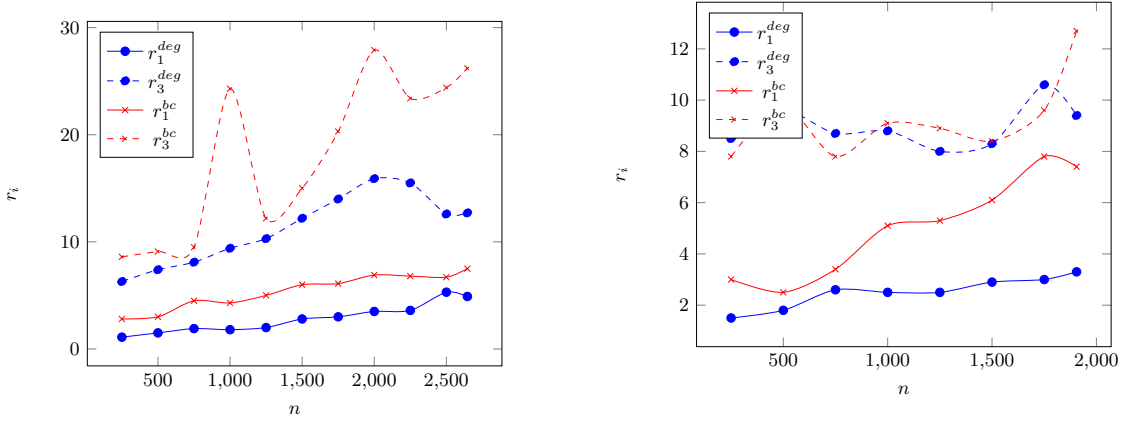 30
20
10
0
r_i
r_1^{deg}
r_3^{deg}
r_1^{bc}
r_3^{bc}
500 1,000 1,500 2,000 2,500
n
12
10
8
6
4
2
r_i
r_1^{deg}
r_3^{deg}
r_1^{bc}
r_3^{bc}
500 1,000 1,500 2,000
n